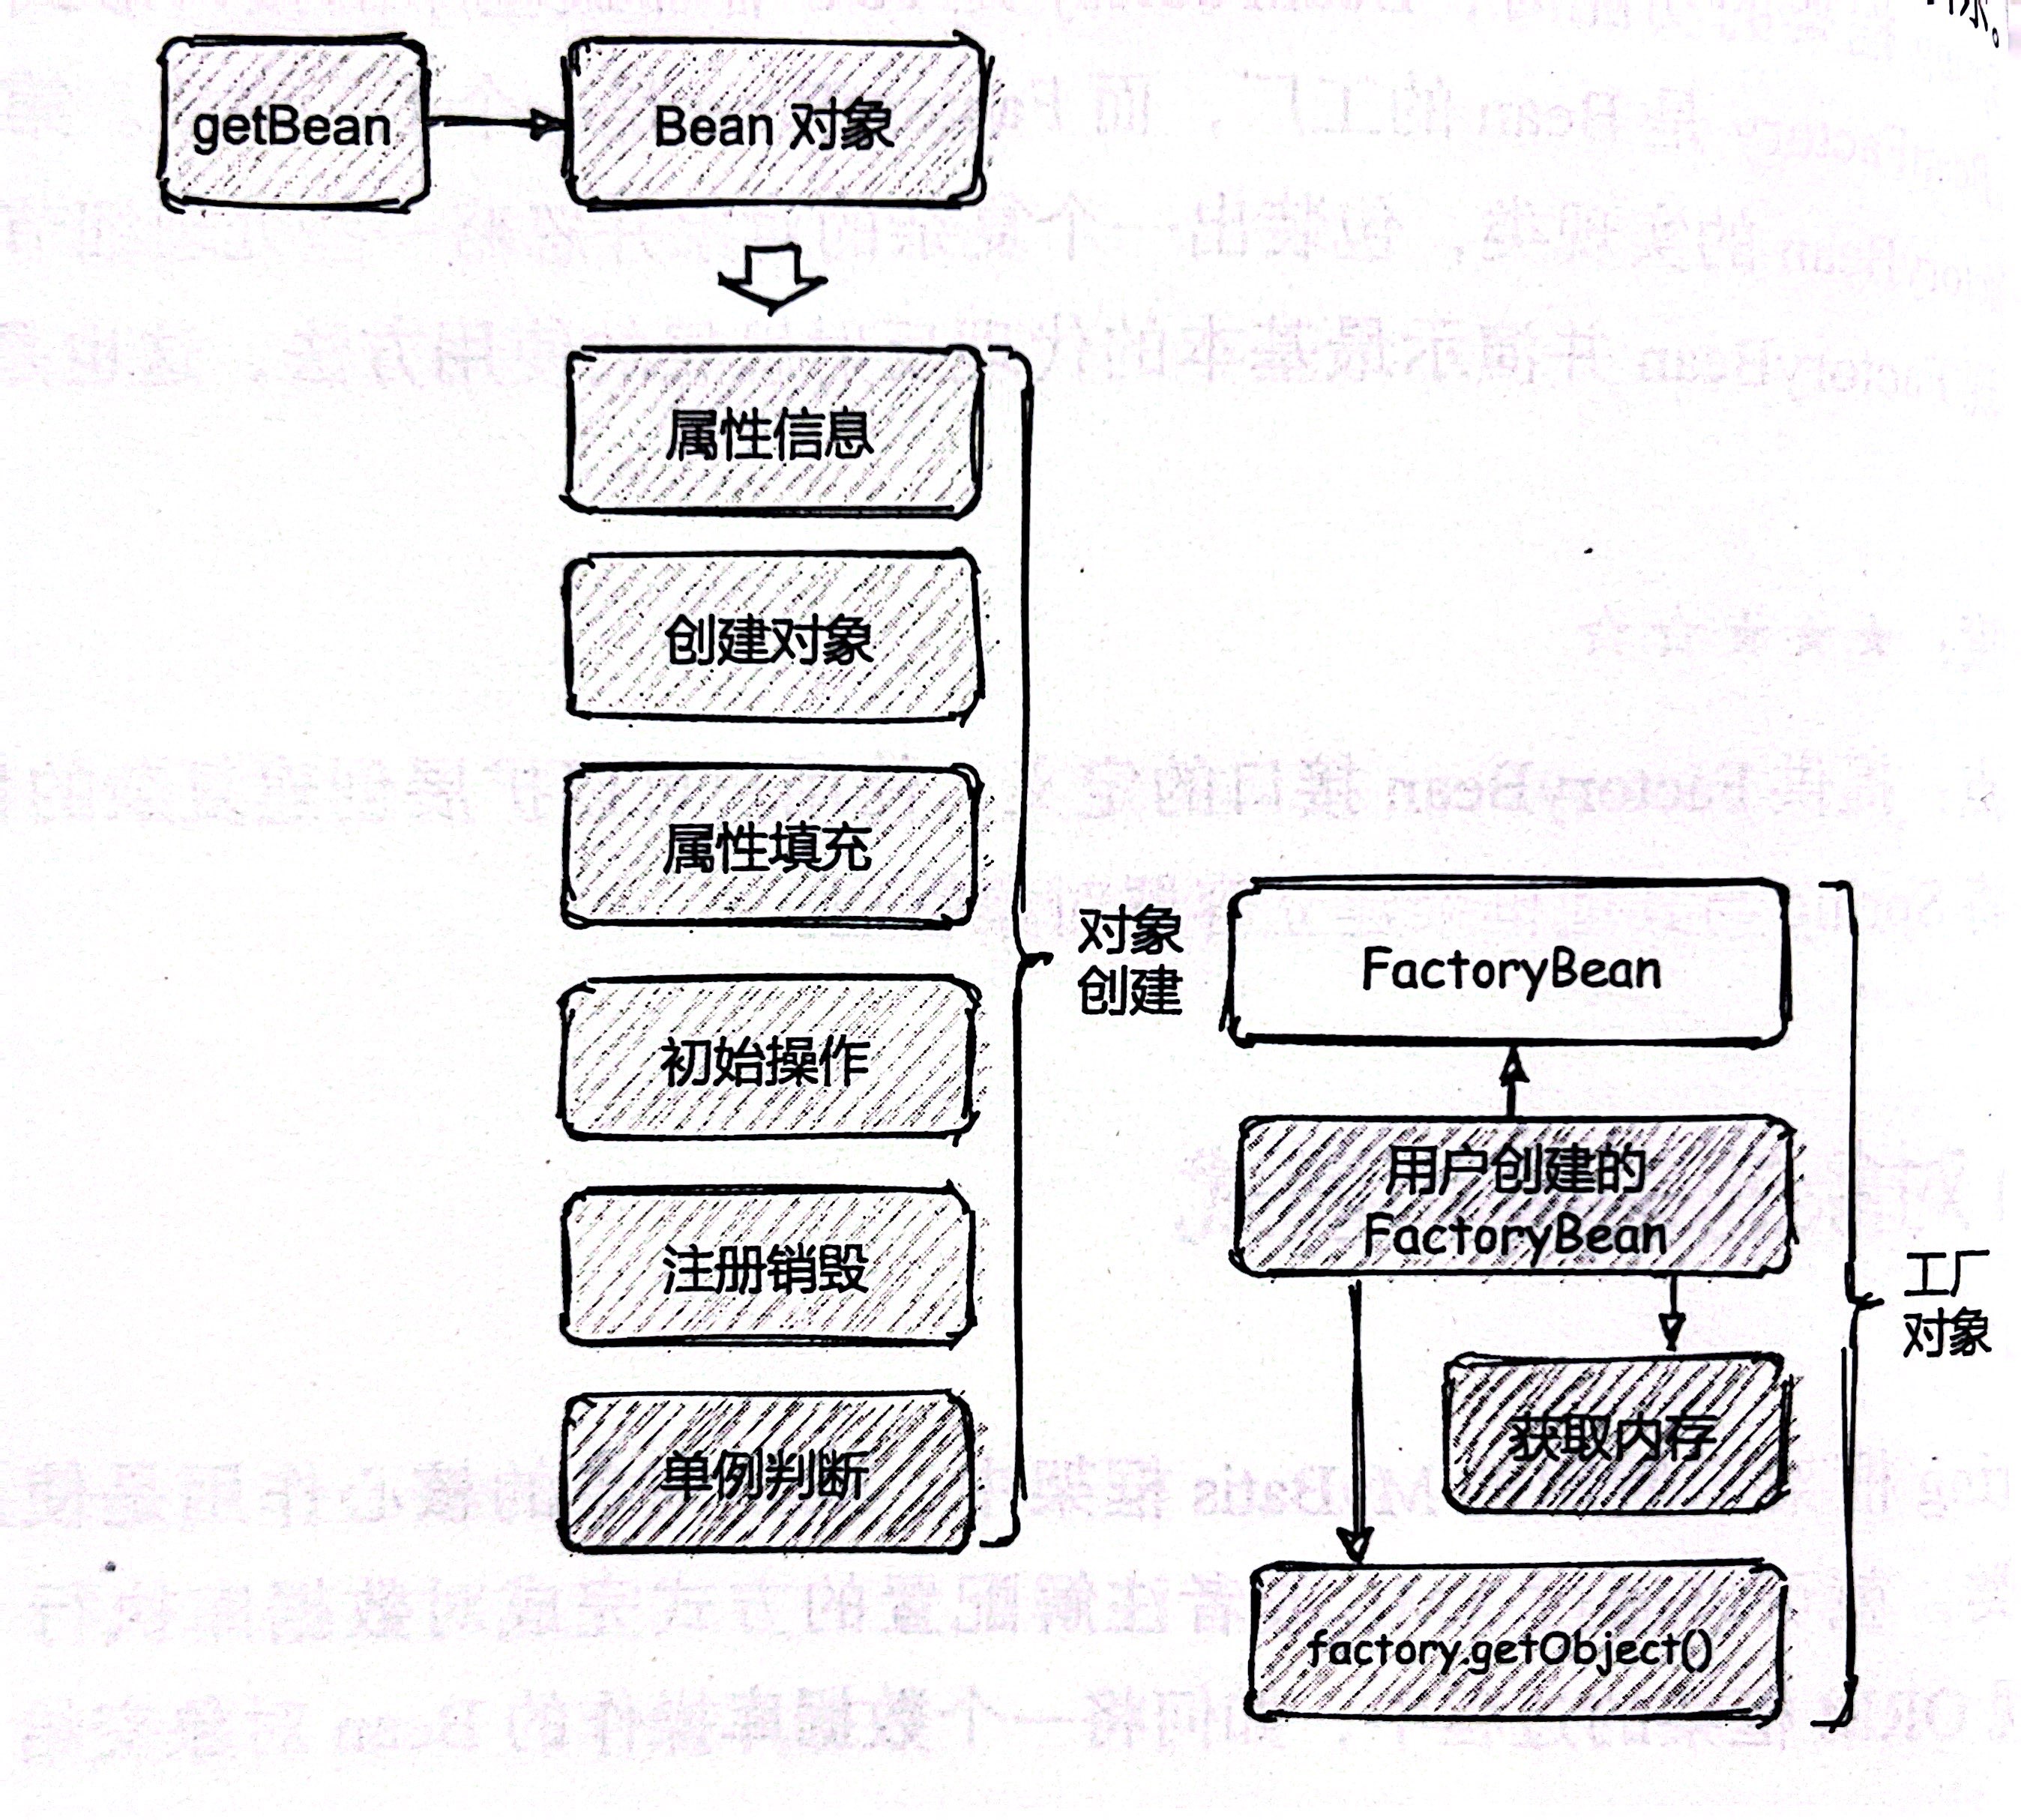 getBean
Bean 对象
属性信息
创建对象
属性填充
初始操作
注册销毁
单例判断
对象
创建
FactoryBean
用户创建的
FactoryBean
获取内存
factory.getObject()
工厂
对象